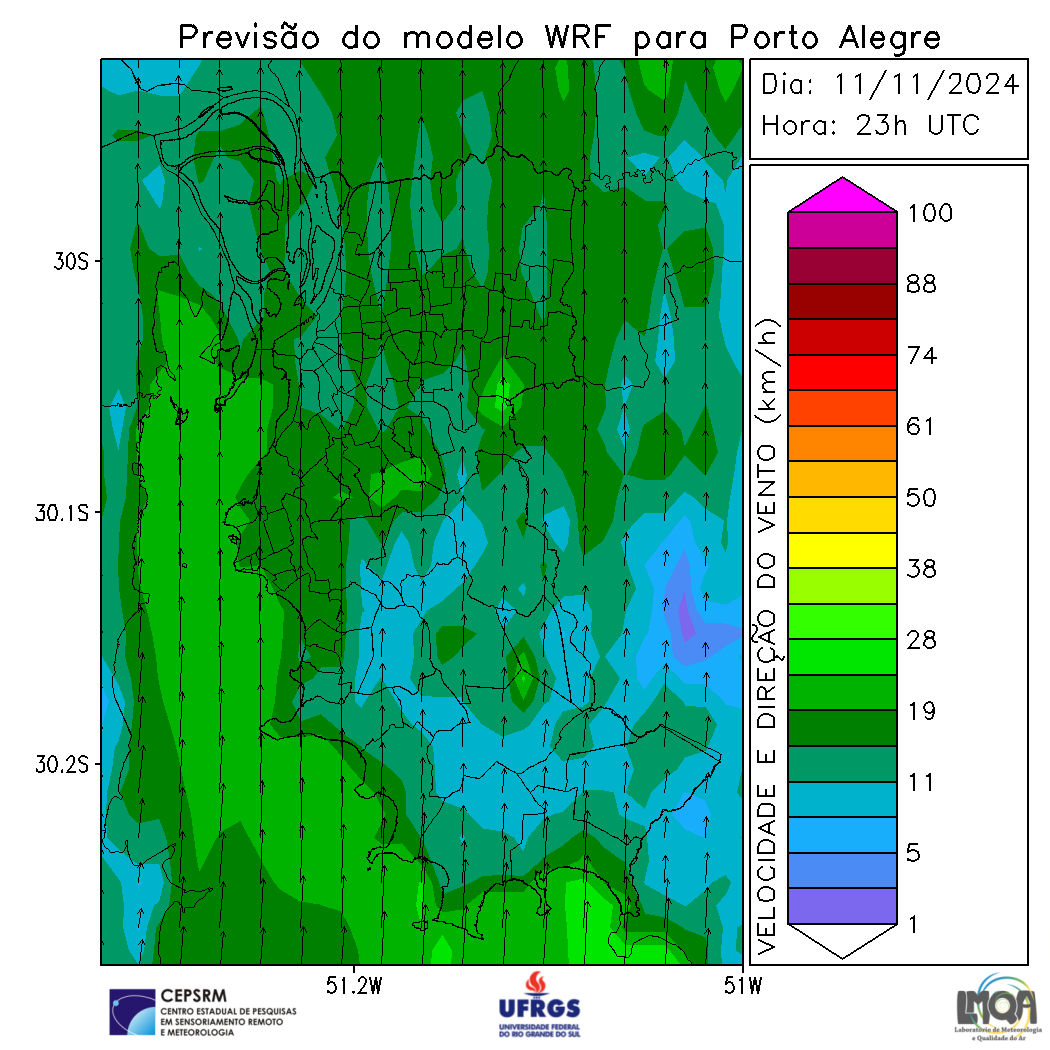 Previsão do modelo WRF para Porto Alegre
Dia: 11/11/2024
Hora: 23h UTC
30S
30.1S
30.2S
51.2W
51W
VELOCIDADE E DIREÇÃO DO VENTO (km/h)
100
88
74
61
50
38
28
19
11
5
1
CEPSRM
CENTRO ESTADUAL DE PESQUISAS
EM SENSORIAMENTO REMOTO
E METEOROLOGIA
UFRGS
UNIVERSIDADE FEDERAL
DO RIO GRANDE DO SUL
LMQA
Laboratório de Meteorologia
e Qualidade do Ar